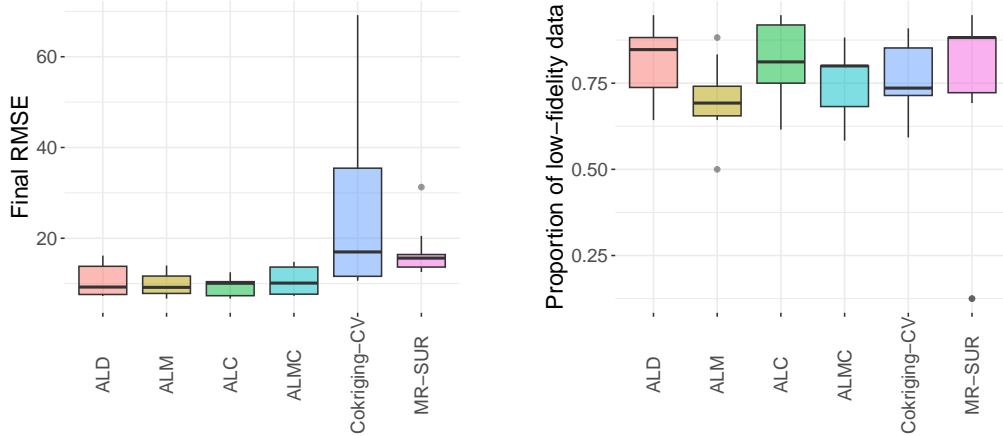 Final RMSE
60
40
20
ALD
ALM
ALC
ALMC
Cokriging−CV
MR−SUR
Proportion of low−fidelity data
0.75
0.50
0.25
ALD
ALM
ALC
ALMC
Cokriging−CV
MR−SUR